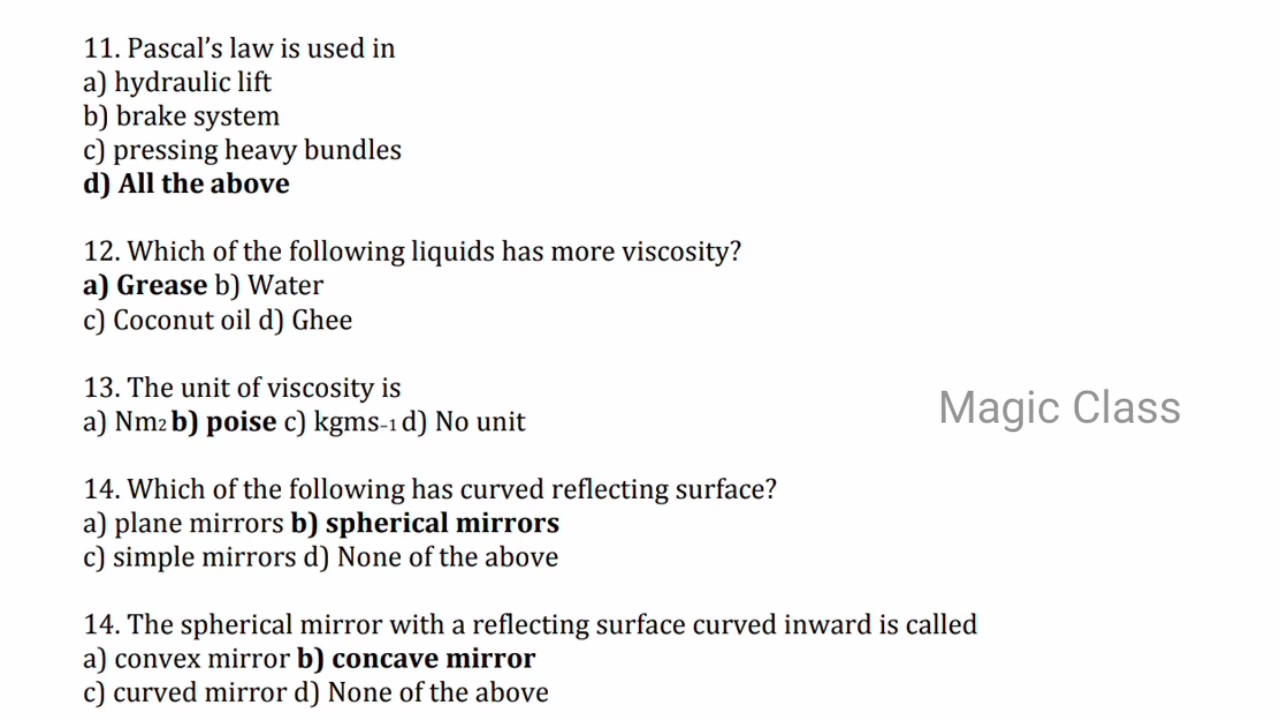 11. Pascal’s law is used in
a) hydraulic lift
b) brake system
c) pressing heavy bundles
d) All the above
12. Which of the following liquids has more viscosity?
a) Grease b) Water
c) Coconut oil d) Ghee
13. The unit of viscosity is
a) Nm2 b) poise c) kgms-1 d) No unit
Magic Class
14. Which of the following has curved reflecting surface?
a) plane mirrors b) spherical mirrors
c) simple mirrors d) None of the above
14. The spherical mirror with a reflecting surface curved inward is called
a) convex mirror b) concave mirror
c) curved mirror d) None of the above